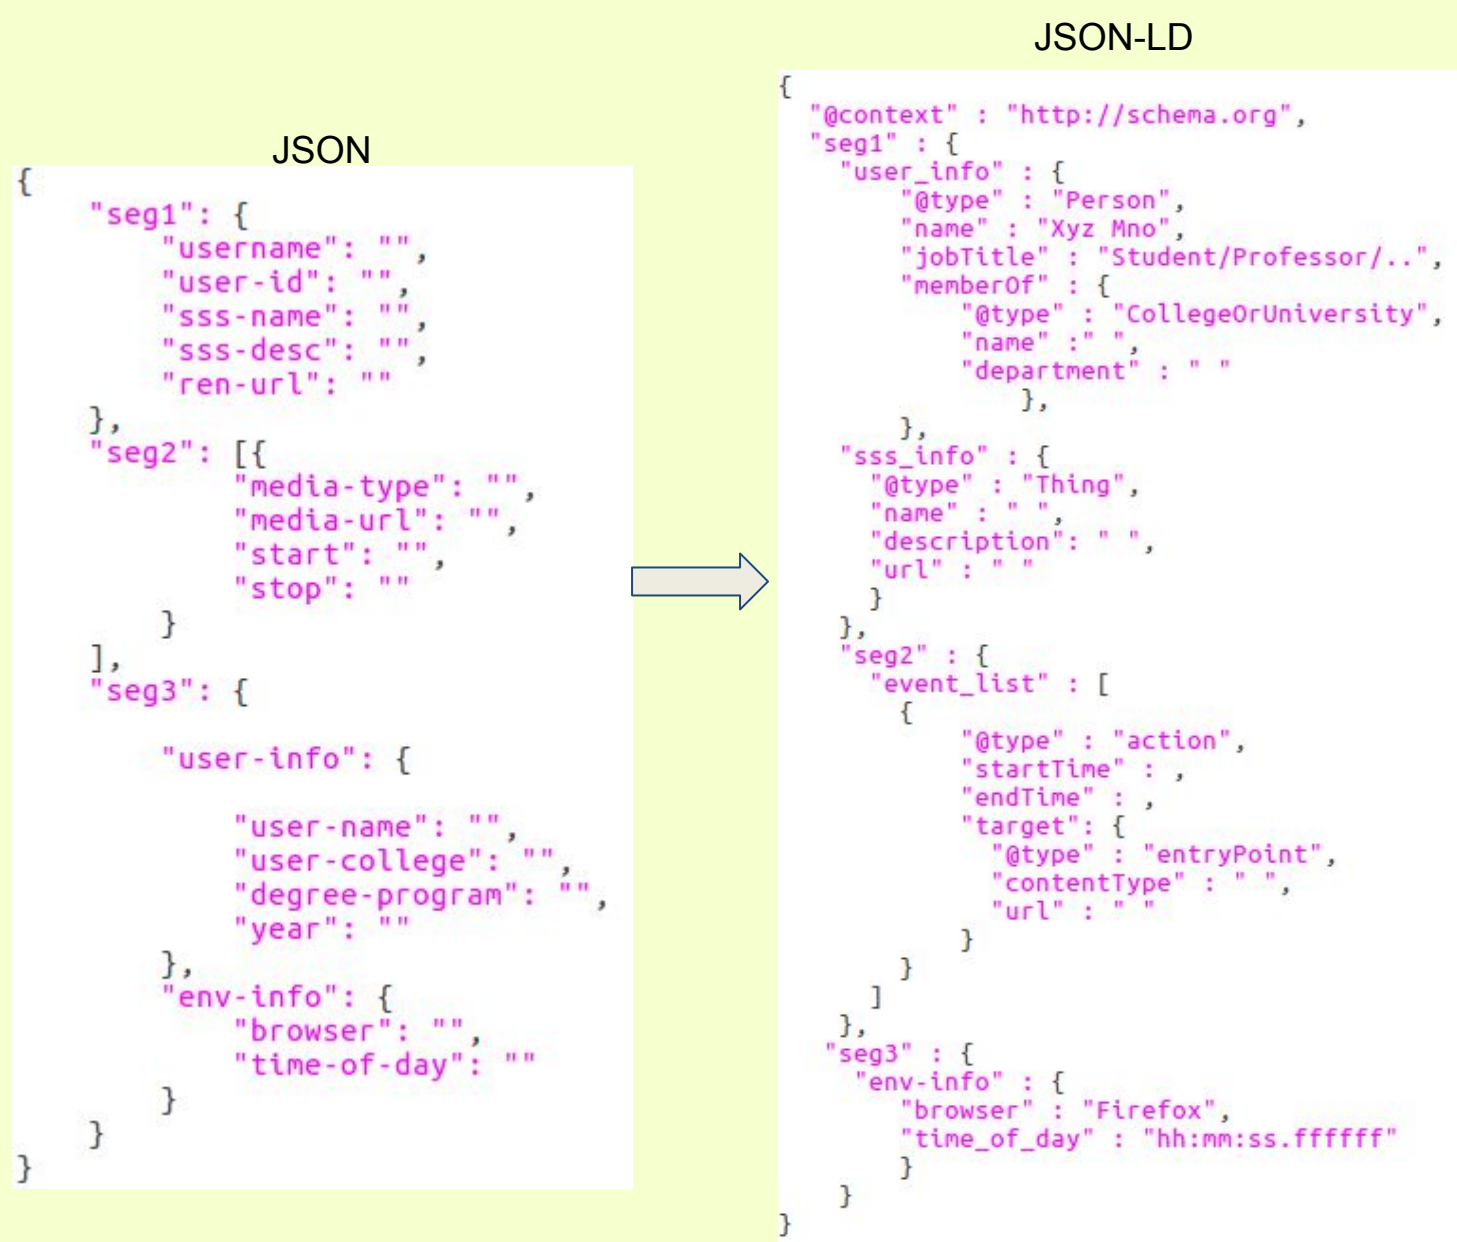 JSON
{
"seg1": {
"username": "",
"user-id": "",
"sss-name": "",
"sss-desc": "",
"ren-url": ""
},
"seg2": [{
"media-type": "",
"media-url": "",
"start": "",
"stop": ""
}
],
"seg3": {
"user-info": {
"user-name": "",
"user-college": "",
"degree-program": "",
"year": ""
},
"env-info": {
"browser": "",
"time-of-day": ""
}
}
}
JSON-LD
{
"@context" : "http://schema.org",
"seg1" : {
"user_info" : {
"@type" : "Person",
"name" : "Xyz Mno",
"jobTitle" : "Student/Professor/..",
"memberOf" : {
"@type" : "CollegeOrUniversity",
"name" :" ",
"department" : " "
},
},
"sss_info" : {
"@type" : "Thing",
"name" : " ",
"description": " ",
"url" : " "
}
},
"seg2" : {
"event_list" : [
{
"@type" : "action",
"startTime" : ,
"endTime" : ,
"target": {
"@type" : "entryPoint",
"contentType" : " ",
"url" : " "
}
}
]
},
"seg3" : {
"env-info" : {
"browser" : "Firefox",
"time_of_day" : "hh:mm:ss.ffffff"
}
}
}